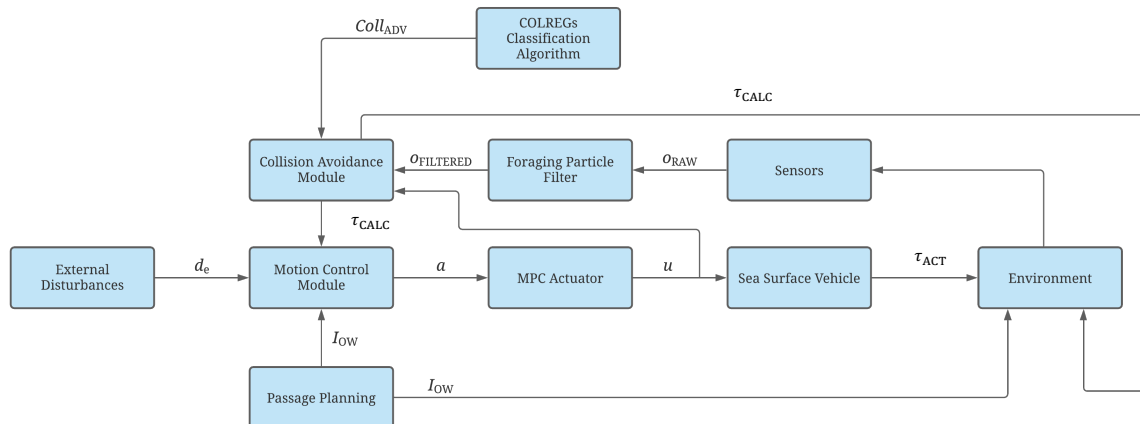 Coll_ADV
COLREGs
Classification
Algorithm
τ_CALC
Collision Avoidance
Module
o_FILTERED
Foraging Particle
Filter
o_RAW
Sensors
τ_CALC
External
Disturbances
d_e
Motion Control
Module
a
MPC Actuator
u
Sea Surface Vehicle
τ_ACT
Environment
I_OW
Passage Planning
I_OW